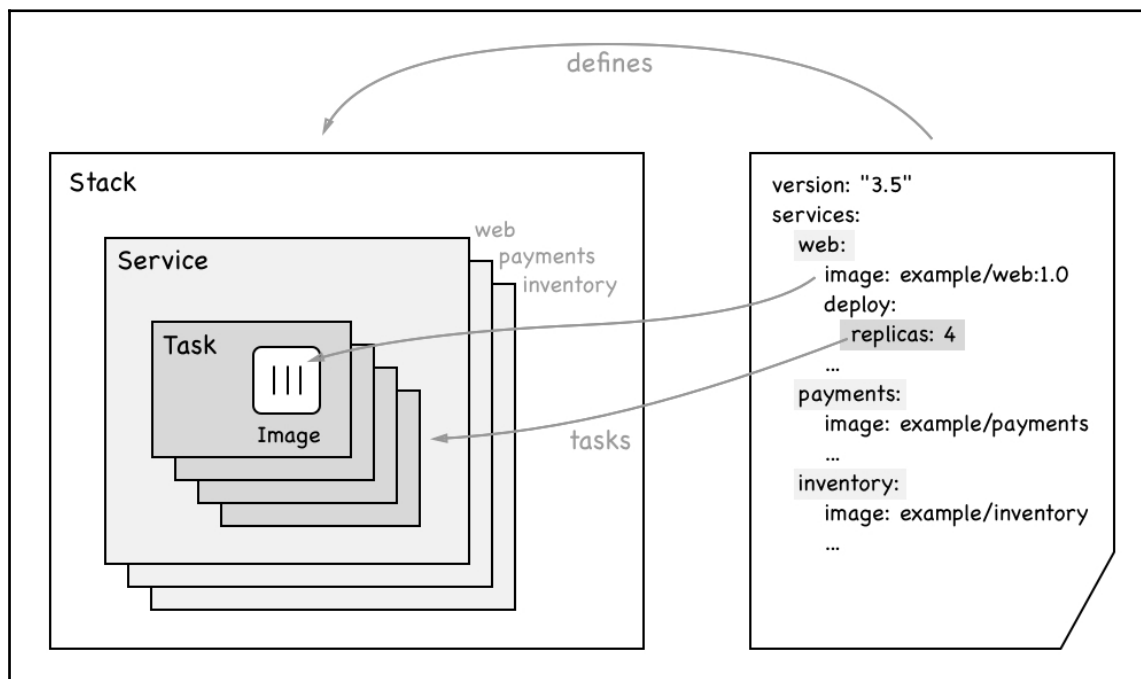 defines
Stack
web
payments
inventory
Service
Task
Image
tasks
version: "3.5"
services:
web:
image: example/web:1.0
deploy:
replicas: 4
...
payments:
image: example/payments
...
inventory:
image: example/inventory
...